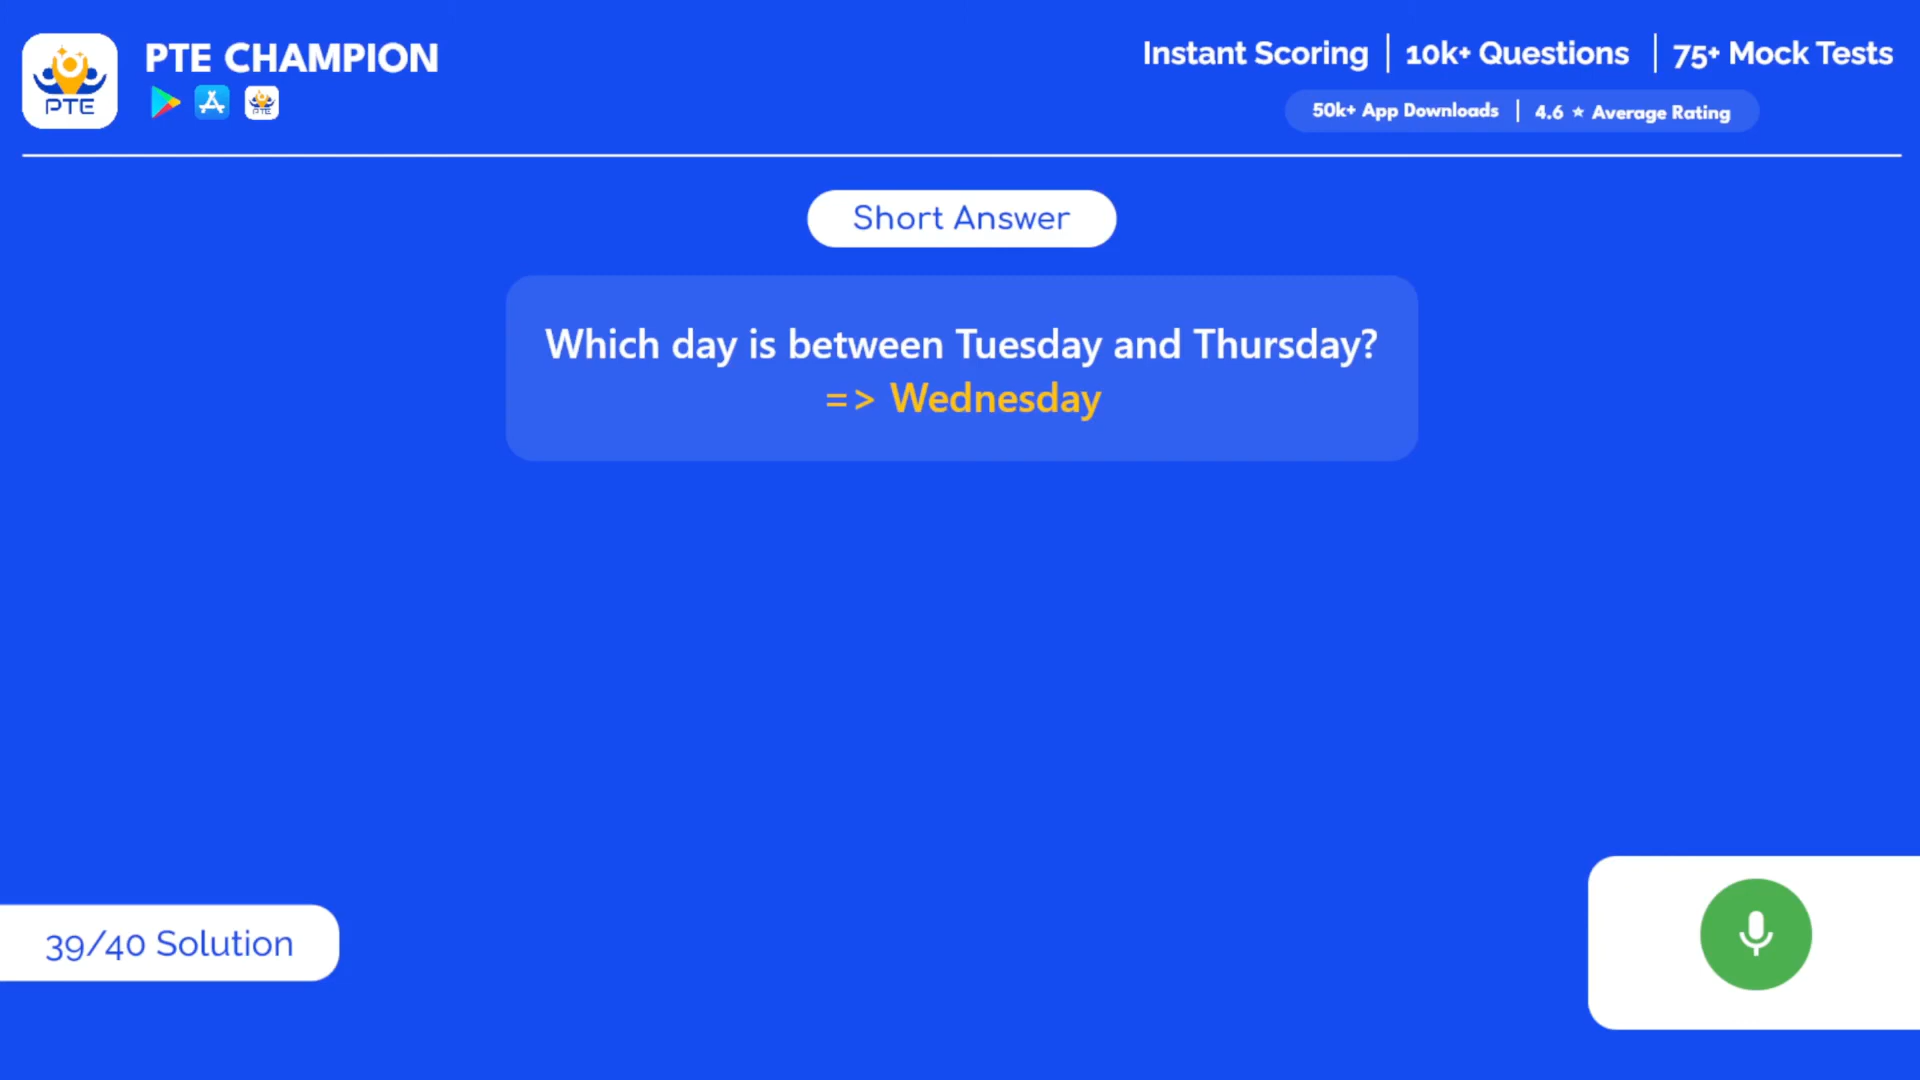 PTE
PTE CHAMPION
PTE
Instant Scoring | 10k+ Questions | 75+ Mock Tests
50k+ App Downloads | 4.6 ★ Average Rating
Short Answer
Which day is between Tuesday and Thursday?
=> Wednesday
39/40 Solution